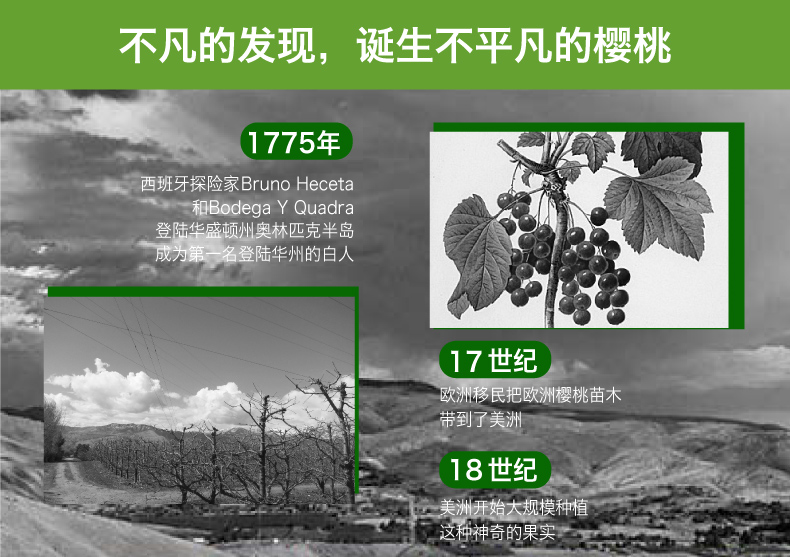 不凡的发现，诞生不平凡的樱桃
1775年
西班牙探险家Bruno Heceta
和Bodega Y Quadra
登陆华盛顿州奥林匹克半岛
成为第一名登陆华州的白人
17世纪
欧洲移民把欧洲樱桃苗木
带到了美洲
18世纪
美洲开始大规模种植
这种神奇的果实